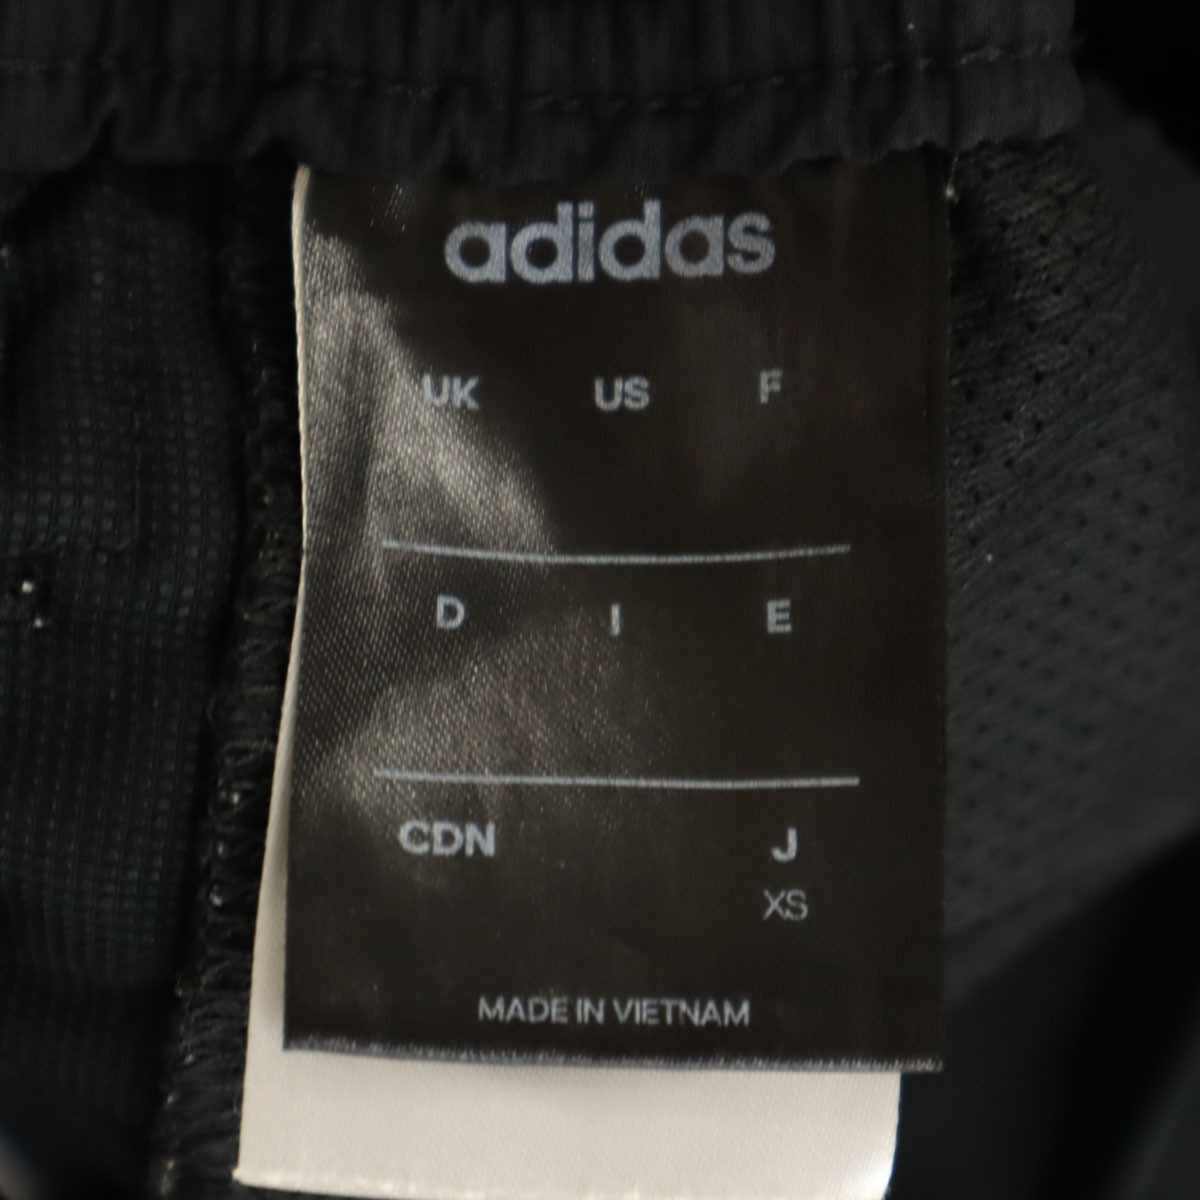 adidas
UK US F
D I E
CDN J
XS
MADE IN VIETNAM